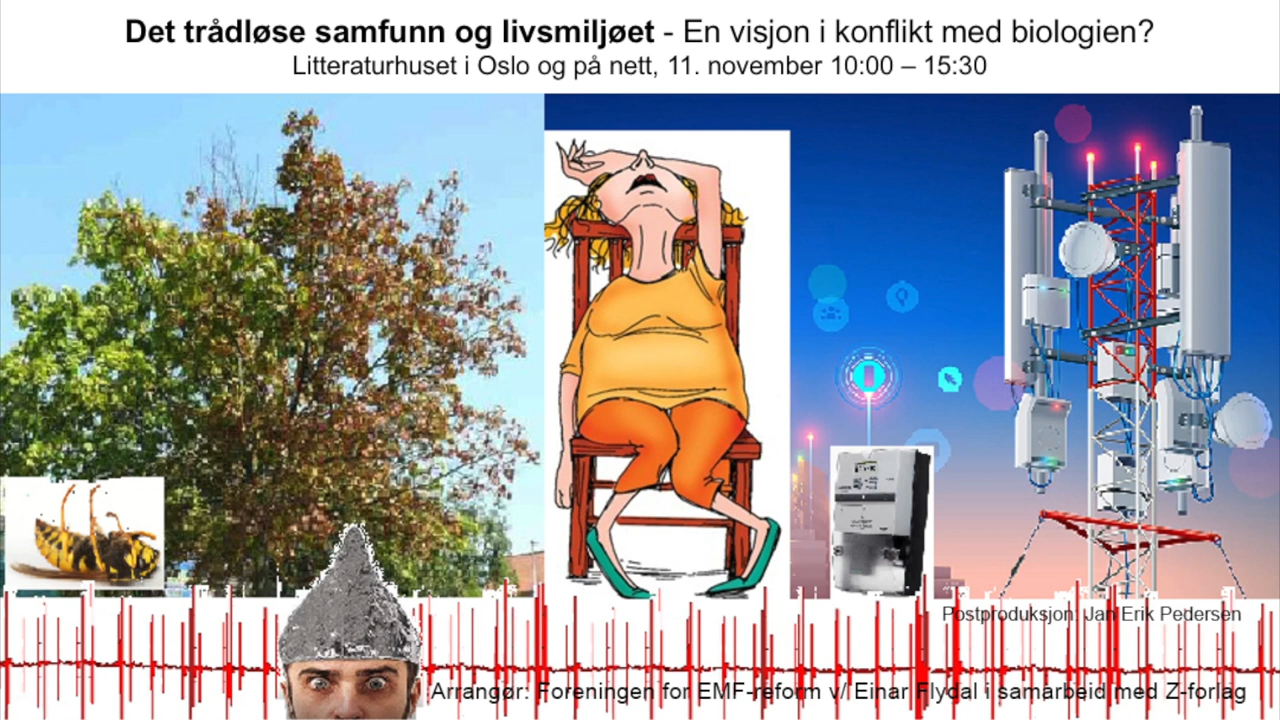 Det trådløse samfunn og livsmiljøet - En visjon i konflikt med biologien?
Litteraturhuset i Oslo og på nett, 11. november 10:00 – 15:30
Postproduksjon: Jan Erik Pedersen
Arrangør: Foreningen for EMF-reform v/ Einar Flydal i samarbeid med Z-forlag